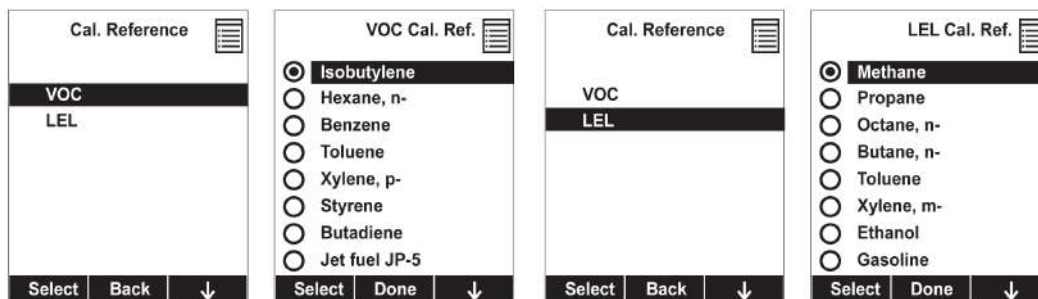 Cal. Reference
VOC
LEL
Select Back ↓
VOC Cal. Ref.
Isobutylene
Hexane, n-
Benzene
Toluene
Xylene, p-
Styrene
Butadiene
Jet fuel JP-5
Select Done ↓
Cal. Reference
VOC
LEL
Select Back ↓
LEL Cal. Ref.
Methane
Propane
Octane, n-
Butane, n-
Toluene
Xylene, m-
Ethanol
Gasoline
Select Done ↓